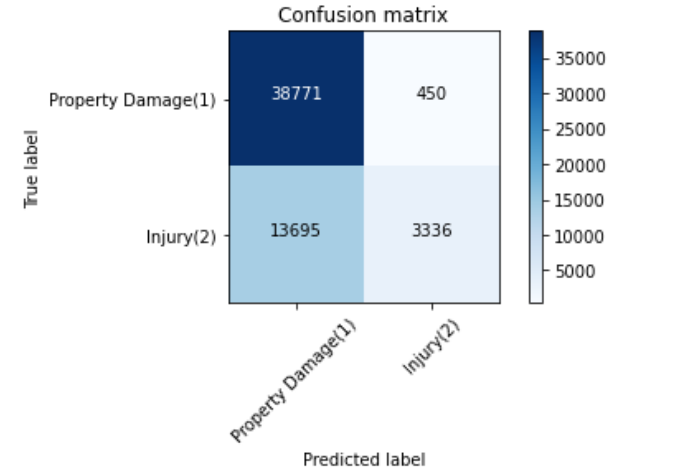 Confusion matrix
Property Damage(1)
38771
450
Injury(2)
13695
3336
True label
Property Damage(1)
Injury(2)
Predicted label
35000
30000
25000
20000
15000
10000
5000